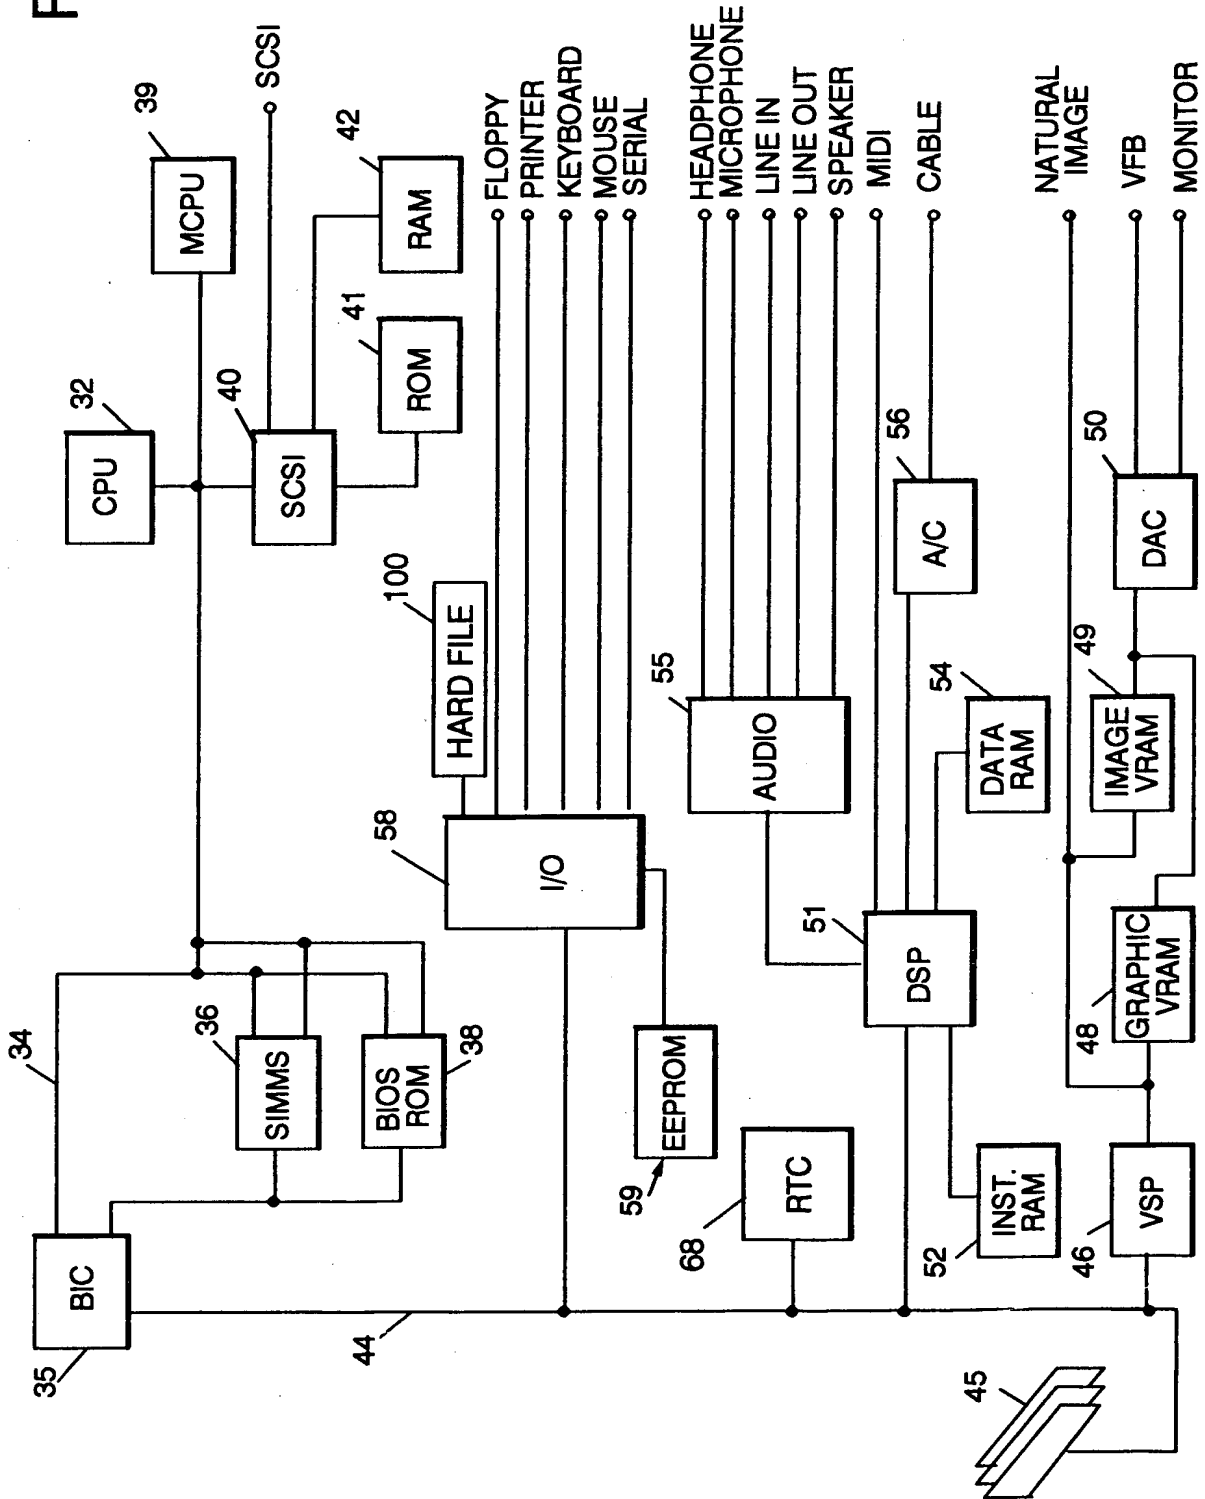 SCSI
39
MCPU
42
RAM
32
CPU
40
SCSI
41
ROM
FLOPPY
PRINTER
KEYBOARD
MOUSE
SERIAL
HEADPHONE
MICROPHONE
LINE IN
LINE OUT
SPEAKER
MIDI
CABLE
NATURAL
IMAGE
VFB
MONITOR
100
HARD FILE
58
I/O
55
AUDIO
56
A/C
50
DAC
54
DATA
RAM
49
IMAGE
VRAM
51
DSP
48
GRAPHIC
VRAM
34
36
SIMMS
38
BIOS
ROM
59
EEPROM
68
RTC
52
INST.
RAM
46
VSP
35
BIC
44
45